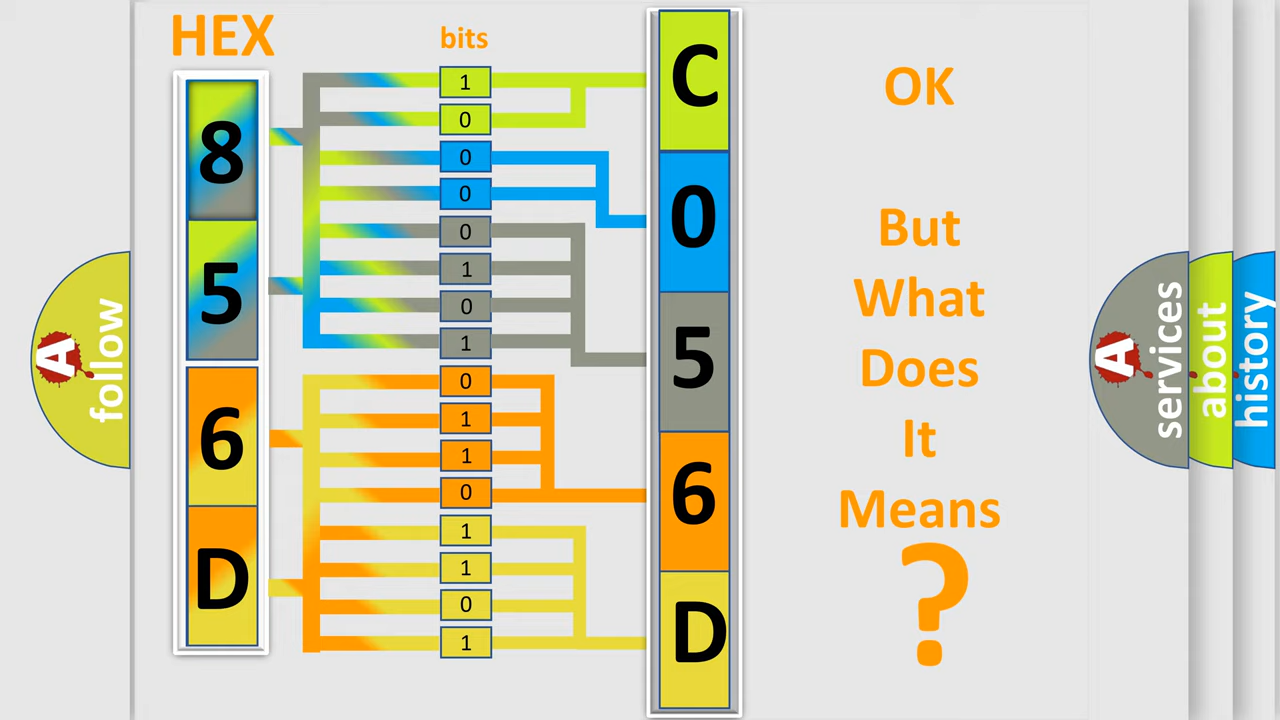 HEX
bits
8
5
6
D
1
0
0
0
0
1
0
1
0
1
1
0
1
1
0
1
C
0
5
6
D
OK
But
What
Does
It
Means
?
A
follow
A
services
about
history